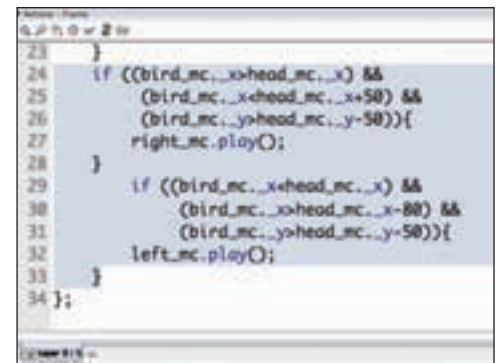 Actions - Frame
23 }
24 if ((bird_mc._x>head_mc._x) &&
25 (bird_mc._x<head_mc._x+50) &&
26 (bird_mc._y>head_mc._y-50)){
27 right_mc.play();
28 }
29 if ((bird_mc._x<head_mc._x) &&
30 (bird_mc._x>head_mc._x-80) &&
31 (bird_mc._y>head_mc._y-50)){
32 left_mc.play();
33 }
34 };